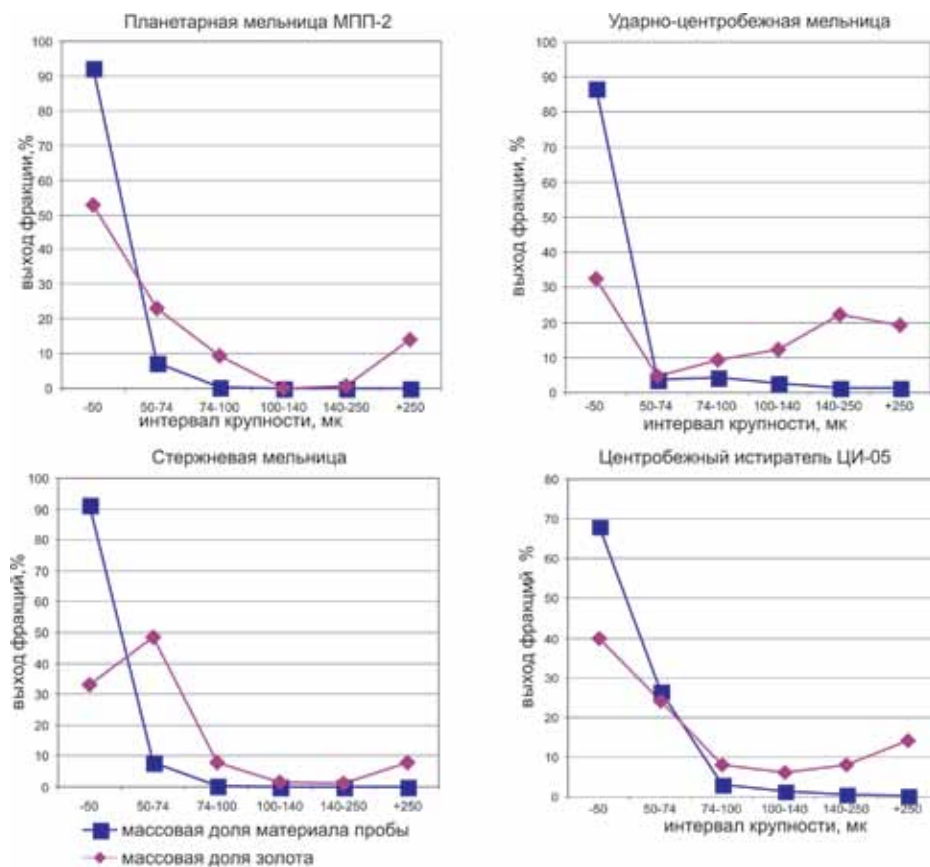 Планетарная мельница МПП-2
выход фракции,%
100
90
80
70
60
50
40
30
20
10
0
-50 50-74 74-100 100-140 140-250 +250
интервал крупности, мк
Ударно-центробежная мельница
выход фракции, %
100
90
80
70
60
50
40
30
20
10
0
-50 50-74 74-100 100-140 140-250 +250
интервал крупности, мк
Стержневая мельница
выход фракций,%
100
90
80
70
60
50
40
30
20
10
0
-50 50-74 74-100 100-140 140-250 +250
массовая доля материала пробы
массовая доля золота
Центробежный истиратель ЦИ-05
выход фракцмй %
80
70
60
50
40
30
20
10
0
-50 50-74 74-100 100-140 140-250 +250
интервал крупности, мк